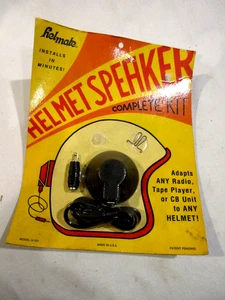 Helmate
INSTALLS
IN
MINUTES!
HELMET SPEAKER
COMPLETE KIT
Adapts
ANY Radio,
Tape Player,
or CB Unit
to ANY
HELMET!
MADE IN U.S.A.
PATENT PENDING